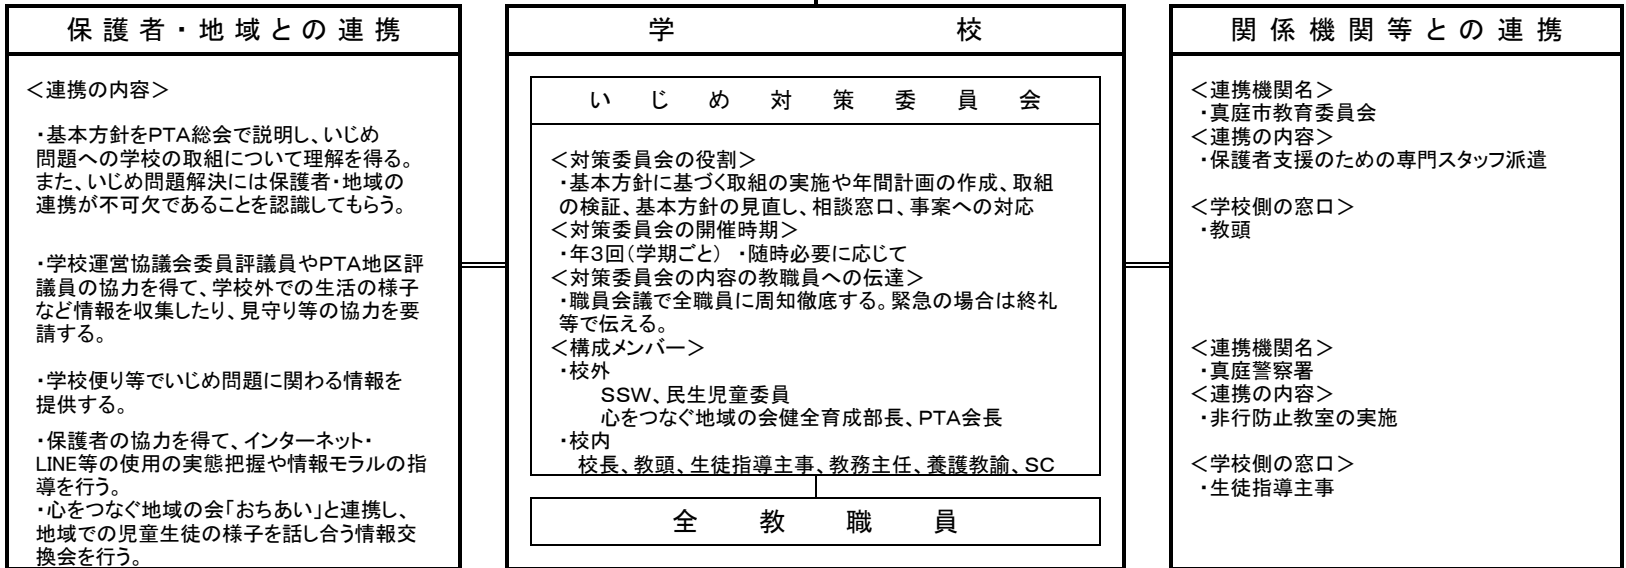 保護者・地域との連携
＜連携の内容＞
・基本方針をPTA総会で説明し、いじめ
問題への学校の取組について理解を得る。
また、いじめ問題解決には保護者・地域の
連携が不可欠であることを認識してもらう。
・学校運営協議会委員評議員やPTA地区評
議員の協力を得て、学校外での生活の様子
など情報を収集したり、見守り等の協力を要
請する。
・学校便り等でいじめ問題に関わる情報を
提供する。
・保護者の協力を得て、インターネット・
LINE等の使用の実態把握や情報モラルの指
導を行う。
・心をつなぐ地域の会「おちあい」と連携し、
地域での児童生徒の様子を話し合う情報交
換会を行う。
学校
いじめ対策委員会
＜対策委員会の役割＞
・基本方針に基づく取組の実施や年間計画の作成、取組
の検証、基本方針の見直し、相談窓口、事案への対応
＜対策委員会の開催時期＞
・年3回（学期ごと） ・随時必要に応じて
＜対策委員会の内容の教職員への伝達＞
・職員会議で全職員に周知徹底する。緊急の場合は終礼
等で伝える。
＜構成メンバー＞
・校外
SSW、民生児童委員
心をつなぐ地域の会健全育成部長、PTA会長
・校内
校長、教頭、生徒指導主事、教務主任、養護教諭、SC
全教職員
関係機関等との連携
＜連携機関名＞
・真庭市教育委員会
＜連携の内容＞
・保護者支援のための専門スタッフ派遣
＜学校側の窓口＞
・教頭
＜連携機関名＞
・真庭警察署
＜連携の内容＞
・非行防止教室の実施
＜学校側の窓口＞
・生徒指導主事